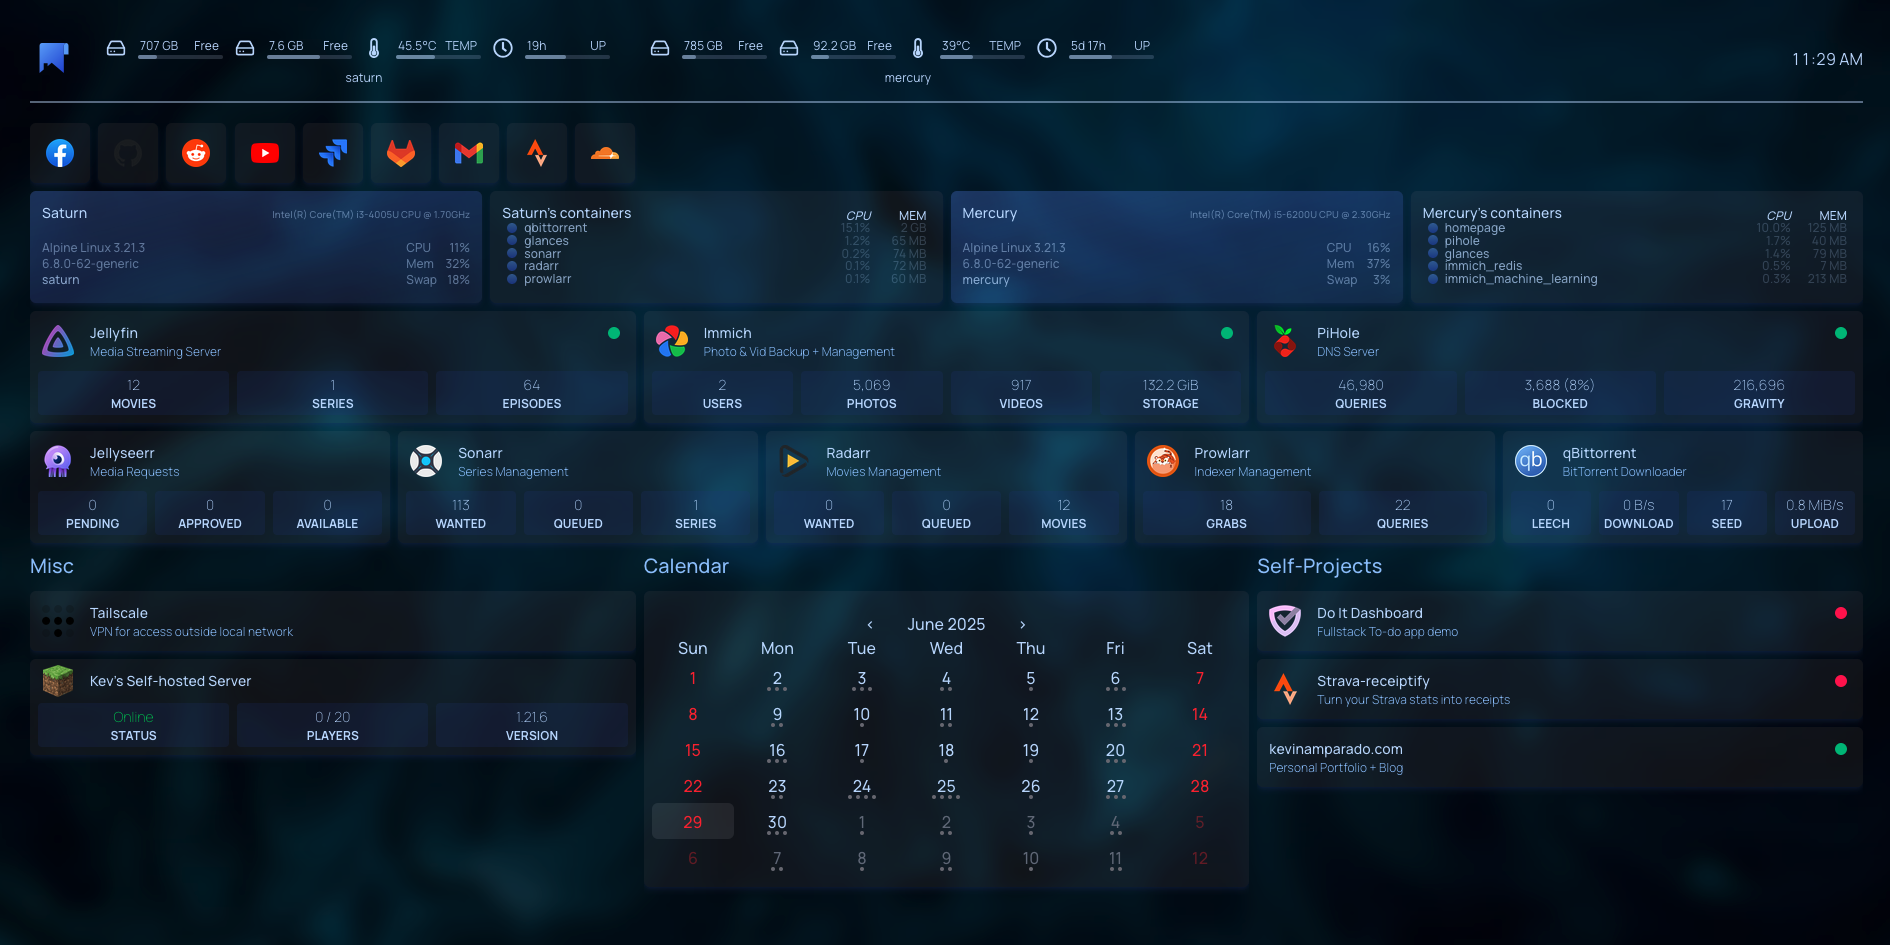 707 GB Free 7.6 GB Free 45.5°C TEMP 19h UP 785 GB Free 92.2 GB Free 39°C TEMP 5d 17h UP
saturn mercury
11:29 AM
Saturn Intel(R) Core(TM) i3-4005U CPU @ 1.70GHz
Alpine Linux 3.21.3 CPU 11%
6.8.0-62-generic Mem 32%
saturn Swap 18%
Saturn's containers CPU MEM
qbittorrent 15.1% 2 GB
glances 1.2% 65 MB
sonarr 0.2% 74 MB
radarr 0.1% 72 MB
prowlarr 0.1% 60 MB
Mercury Intel(R) Core(TM) i5-6200U CPU @ 2.30GHz
Alpine Linux 3.21.3 CPU 16%
6.8.0-62-generic Mem 37%
mercury Swap 3%
Mercury's containers CPU MEM
homepage 10.0% 125 MB
pihole 1.7% 40 MB
glances 1.4% 79 MB
immich_redis 0.5% 7 MB
immich_machine_learning 0.3% 213 MB
Jellyfin
Media Streaming Server
12 1 64
MOVIES SERIES EPISODES
Immich
Photo & Vid Backup + Management
2 5,069 917 132.2 GiB
USERS PHOTOS VIDEOS STORAGE
PiHole
DNS Server
46,980 3,688 (8%) 216,696
QUERIES BLOCKED GRAVITY
Jellyseerr
Media Requests
0 0 0
PENDING APPROVED AVAILABLE
Sonarr
Series Management
113 0 1
WANTED QUEUED SERIES
Radarr
Movies Management
0 0 12
WANTED QUEUED MOVIES
Prowlarr
Indexer Management
18 22
GRABS QUERIES
qb
qBittorrent
BitTorrent Downloader
0 0 B/s 17 0.8 MiB/s
LEECH DOWNLOAD SEED UPLOAD
Misc
Tailscale
VPN for access outside local network
Kev's Self-hosted Server
Online 0 / 20 1.21.6
STATUS PLAYERS VERSION
Calendar
‹ June 2025 ›
Sun Mon Tue Wed Thu Fri Sat
1 2 3 4 5 6 7
8 9 10 11 12 13 14
15 16 17 18 19 20 21
22 23 24 25 26 27 28
29 30 1 2 3 4 5
6 7 8 9 10 11 12
Self-Projects
Do It Dashboard
Fullstack To-do app demo
Strava-receiptify
Turn your Strava stats into receipts
kevinamparado.com
Personal Portfolio + Blog